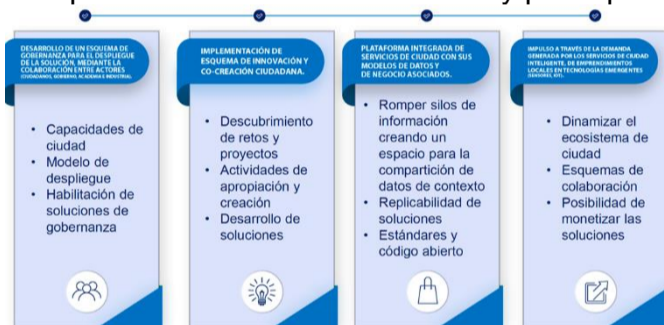 DESARROLLO DE UN ESQUEMA DE
GOBERNANZA PARA EL DESPLIEGUE
DE LA SOLUCIÓN, MEDIANTE LA
COLABORACIÓN ENTRE ACTORES
(CIUDADANOS, GOBIERNO, ACADEMIA E INDUSTRIA).
• Capacidades de
ciudad
• Modelo de
despliegue
• Habilitación de
soluciones de
gobernanza
IMPLEMENTACIÓN DE
ESQUEMA DE INNOVACIÓN Y
CO-CREACIÓN CIUDADANA.
• Descubrimiento
de retos y
proyectos
• Actividades de
apropiación y
creación
• Desarrollo de
soluciones
PLATAFORMA INTEGRADA DE
SERVICIOS DE CIUDAD CON SUS
MODELOS DE DATOS Y
DE NEGOCIO ASOCIADOS.
• Romper silos de
información
creando un
espacio para la
compartición de
datos de contexto
• Replicabilidad de
soluciones
• Estándares y
código abierto
IMPULSO A TRAVÉS DE LA DEMANDA
GENERADA POR LOS SERVICIOS DE CIUDAD
INTELIGENTE, DE EMPRENDIMIENTOS
LOCALES EN TECNOLOGÍAS EMERGENTES
• Dinamizar el
ecosistema de
ciudad
• Esquemas de
colaboración
• Posibilidad de
monetizar las
soluciones